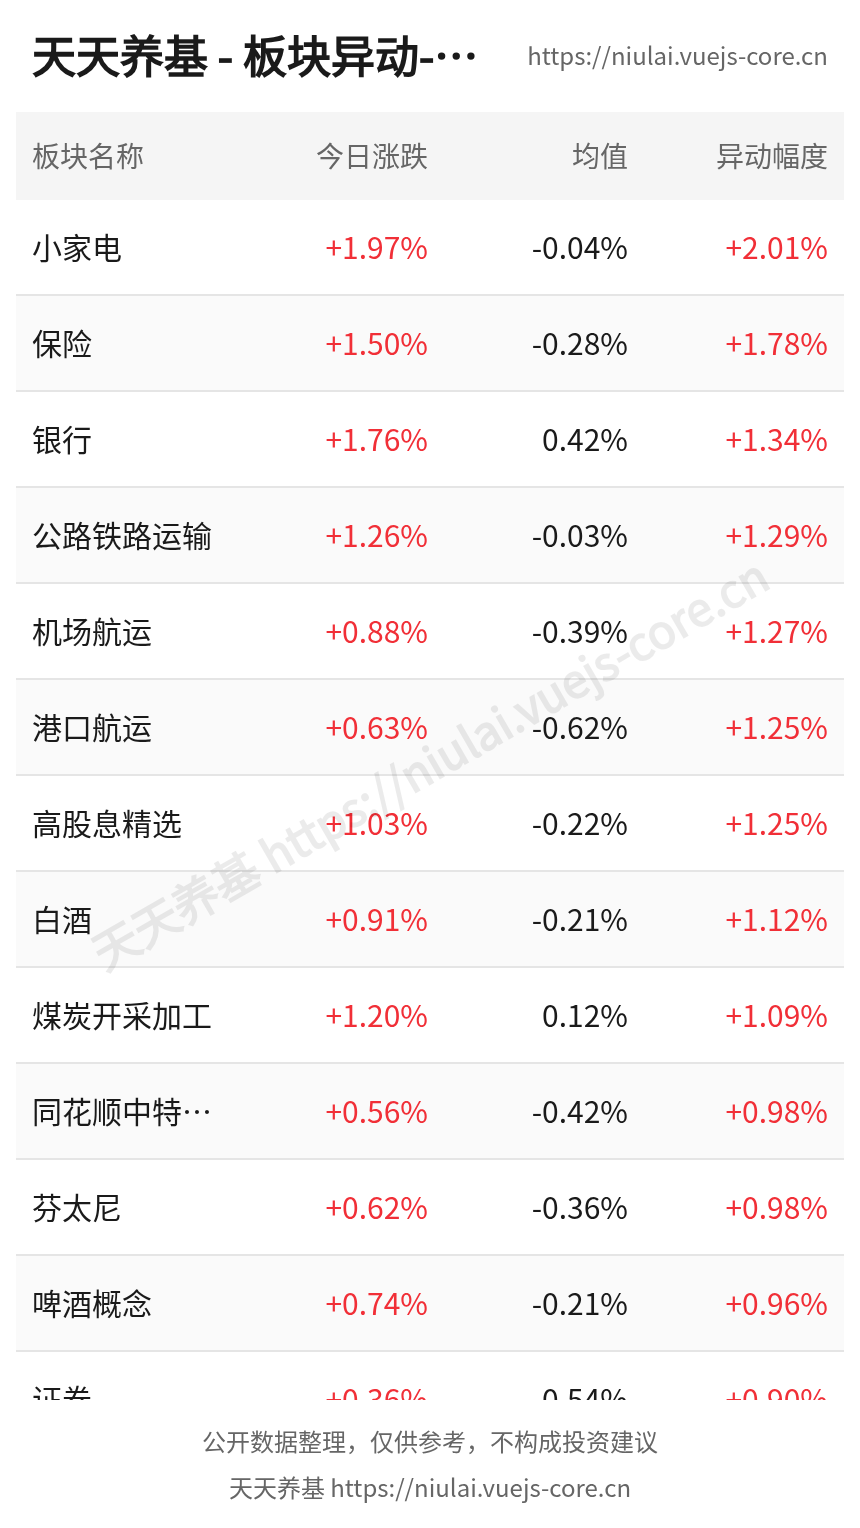 天天养基 - 板块异动-… https://niulai.vuejs-core.cn
板块名称 今日涨跌 均值 异动幅度
小家电 +1.97% -0.04% +2.01%
保险 +1.50% -0.28% +1.78%
银行 +1.76% 0.42% +1.34%
公路铁路运输 +1.26% -0.03% +1.29%
机场航运 +0.88% -0.39% +1.27%
港口航运 +0.63% -0.62% +1.25%
高股息精选 +1.03% -0.22% +1.25%
白酒 +0.91% -0.21% +1.12%
煤炭开采加工 +1.20% 0.12% +1.09%
同花顺中特… +0.56% -0.42% +0.98%
芬太尼 +0.62% -0.36% +0.98%
啤酒概念 +0.74% -0.21% +0.96%
证券 +0.36% -0.54% +0.90%
天天养基 https://niulai.vuejs-core.cn
公开数据整理，仅供参考，不构成投资建议
天天养基 https://niulai.vuejs-core.cn